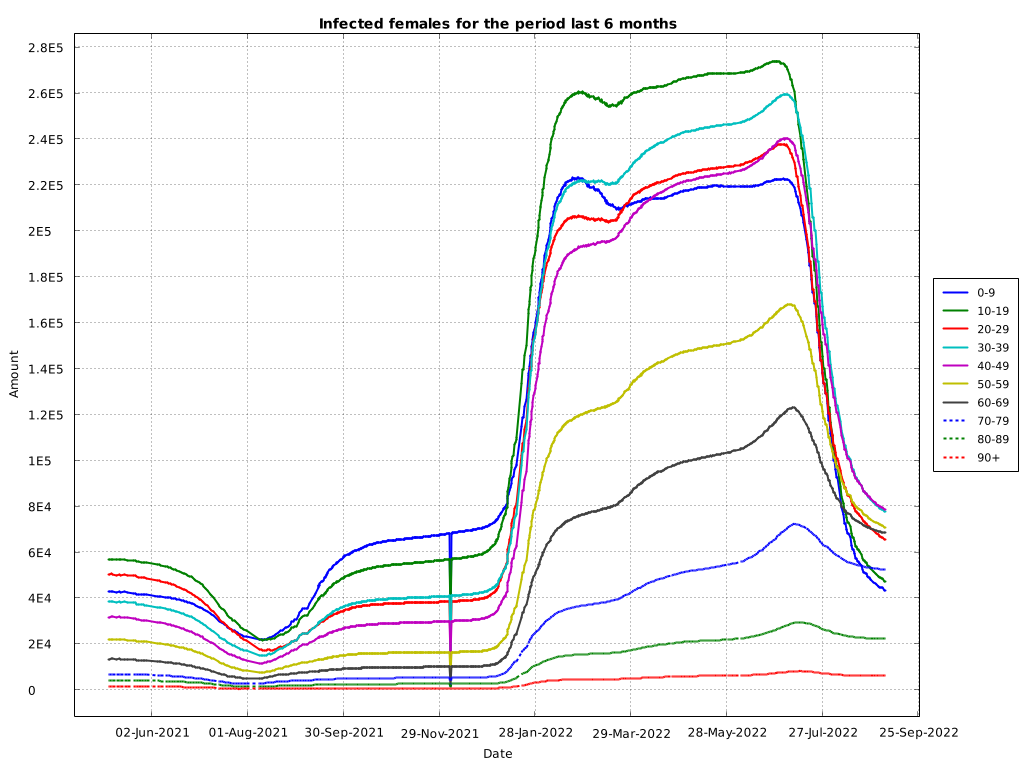 Infected females for the period last 6 months
2.8E5
2.6E5
2.4E5
2.2E5
2E5
1.8E5
1.6E5
1.4E5
1.2E5
1E5
8E4
6E4
4E4
2E4
0
Amount
02-Jun-2021 01-Aug-2021 30-Sep-2021 29-Nov-2021 28-Jan-2022 29-Mar-2022 28-May-2022 27-Jul-2022 25-Sep-2022
Date
0-9
10-19
20-29
30-39
40-49
50-59
60-69
70-79
80-89
90+